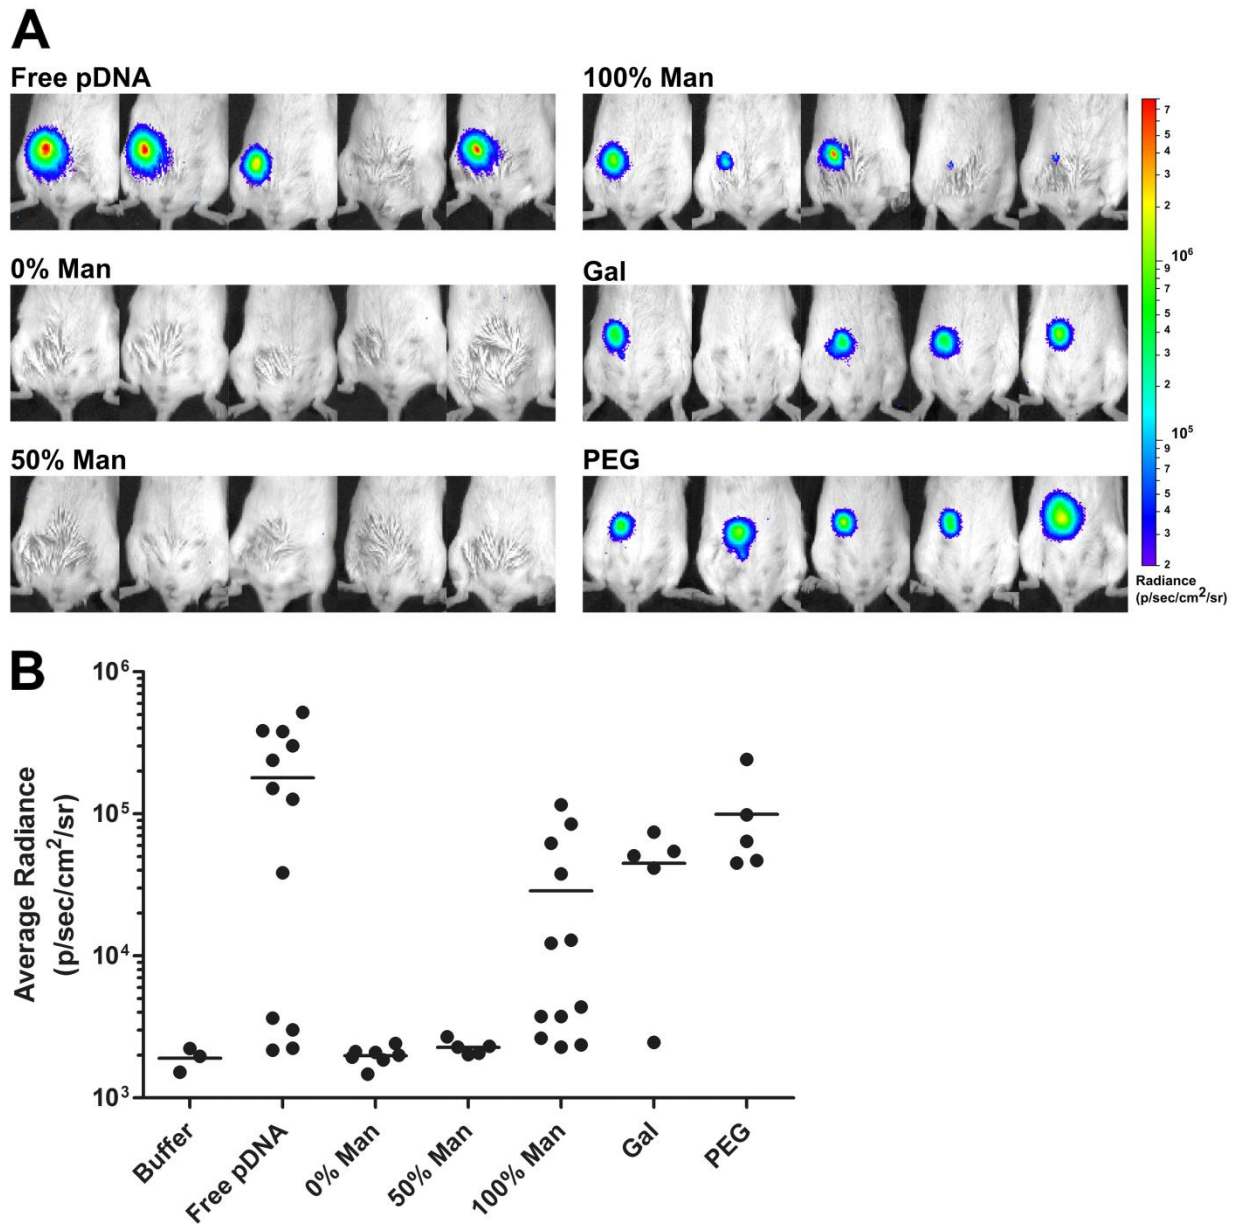 A
Free pDNA
100% Man
0% Man
Gal
50% Man
PEG
7
5
4
3
2
10⁶
9
7
5
4
3
2
10⁵
9
7
5
4
3
2
Radiance
(p/sec/cm²/sr)
B
Average Radiance
(p/sec/cm²/sr)
10⁶
10⁵
10⁴
10³
Buffer
Free pDNA
0% Man
50% Man
100% Man
Gal
PEG